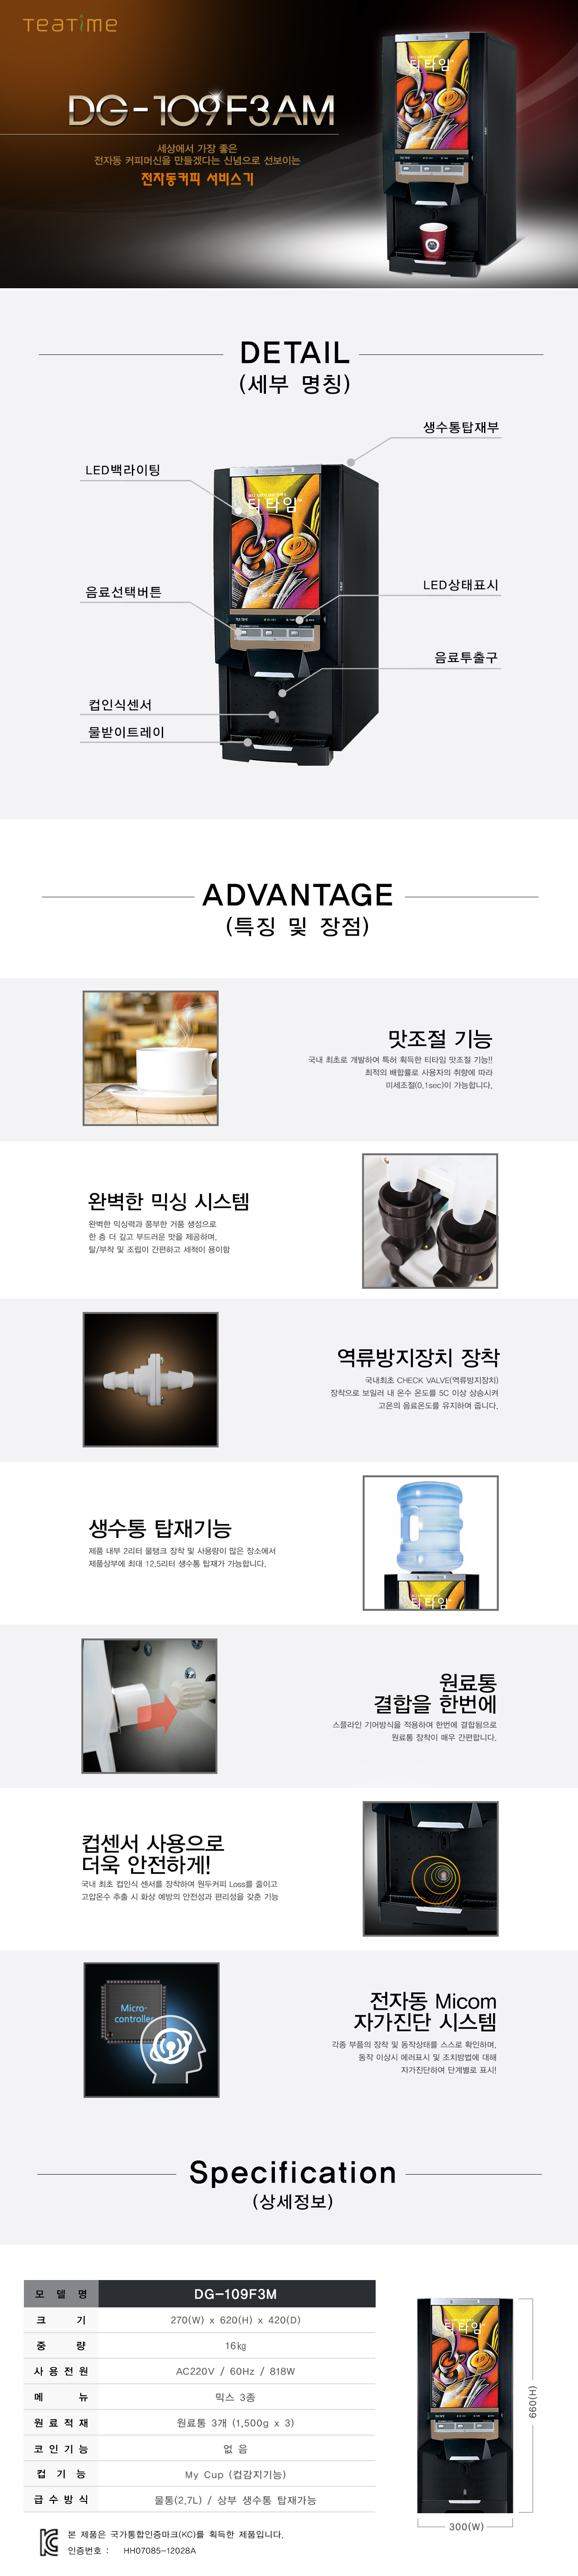 TEATIME
DG-109F3AM
세상에서 가장 좋은
전자동 커피머신을 만들겠다는 신념으로 선보이는
전자동커피 서비스기
티타임
DETAIL
(세부 명칭)
생수통탑재부
LED백라이팅
티타임
음료선택버튼
LED상태표시
음료투출구
컵인식센서
물받이트레이
ADVANTAGE
(특징 및 장점)
맛조절 기능
국내 최초로 개발하여 특허 획득한 티타임 맛조절 기능!!
최적의 배합률로 사용자의 취향에 따라
미세조절(0.1sec)이 가능합니다.
완벽한 믹싱 시스템
완벽한 믹싱력과 풍부한 거품 생성으로
한 층 더 깊고 부드러운 맛을 제공하며,
탈/부착 및 조립이 간편하고 세척이 용이함
역류방지장치 장착
국내최초 CHECK VALVE(역류방지장치)
장착으로 보일러 내 온수 온도를 5C 이상 상승시켜
고온의 음료온도를 유지하여 줍니다.
생수통 탑재기능
제품 내부 2리터 물탱크 장착 및 사용량이 많은 장소에서
제품상부에 최대 12.5리터 생수통 탑재가 가능합니다.
티타임
원료통
결합을 한번에
스플라인 기어방식을 적용하여 한번에 결합됨으로
원료통 장착이 매우 간편합니다.
컵센서 사용으로
더욱 안전하게!
국내 최초 컵인식 센서를 장착하여 원두커피 Loss를 줄이고
고압온수 추출 시 화상 예방의 안전성과 편리성을 갖춘 기능
Micro-
controller
전자동 Micom
자가진단 시스템
각종 부품의 장착 및 동작상태를 스스로 확인하며,
동작 이상시 에러표시 및 조치방법에 대해
자가진단하여 단계별로 표시!
Specification
(상세정보)
모 델 명 DG-109F3M
크 기 270(W) x 620(H) x 420(D)
중 량 16kg
사 용 전 원 AC220V / 60Hz / 818W
메 뉴 믹스 3종
원 료 적 재 원료통 3개 (1,500g x 3)
코 인 기 능 없 음
컵 기 능 My Cup (컵감지기능)
급 수 방 식 물통(2.7L) / 상부 생수통 탑재가능
티타임
660(H)
300(W)
본 제품은 국가통합인증마크(KC)를 획득한 제품입니다.
인증번호 : HH07085-12028A